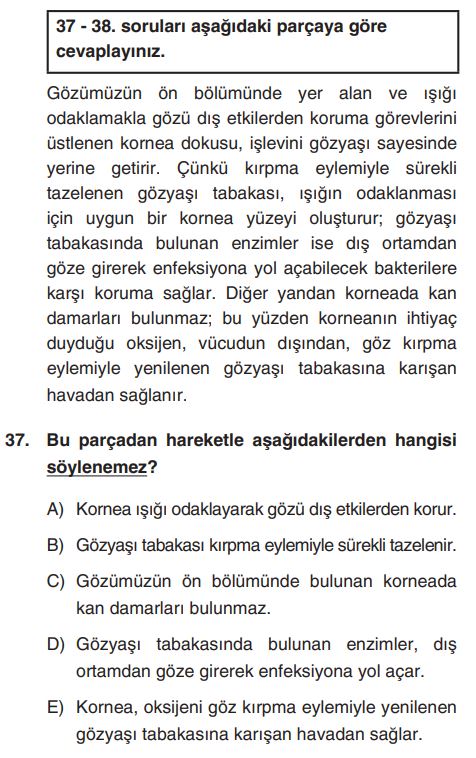 37 - 38. soruları aşağıdaki parçaya göre
cevaplayınız.
Gözümüzün ön bölümünde yer alan ve ışığı
odaklamakla gözü dış etkilerden koruma görevlerini
üstlenen kornea dokusu, işlevini gözyaşı sayesinde
yerine getirir. Çünkü kırpma eylemiyle sürekli
tazelenen gözyaşı tabakası, ışığın odaklanması
için uygun bir kornea yüzeyi oluşturur; gözyaşı
tabakasında bulunan enzimler ise dış ortamdan
göze girerek enfeksiyona yol açabilecek bakterilere
karşı koruma sağlar. Diğer yandan korneada kan
damarları bulunmaz; bu yüzden korneanın ihtiyaç
duyduğu oksijen, vücudun dışından, göz kırpma
eylemiyle yenilenen gözyaşı tabakasına karışan
havadan sağlanır.
37. Bu parçadan hareketle aşağıdakilerden hangisi
söylenemez?
A) Kornea ışığı odaklayarak gözü dış etkilerden korur.
B) Gözyaşı tabakası kırpma eylemiyle sürekli tazelenir.
C) Gözümüzün ön bölümünde bulunan korneada
kan damarları bulunmaz.
D) Gözyaşı tabakasında bulunan enzimler, dış
ortamdan göze girerek enfeksiyona yol açar.
E) Kornea, oksijeni göz kırpma eylemiyle yenilenen
gözyaşı tabakasına karışan havadan sağlar.